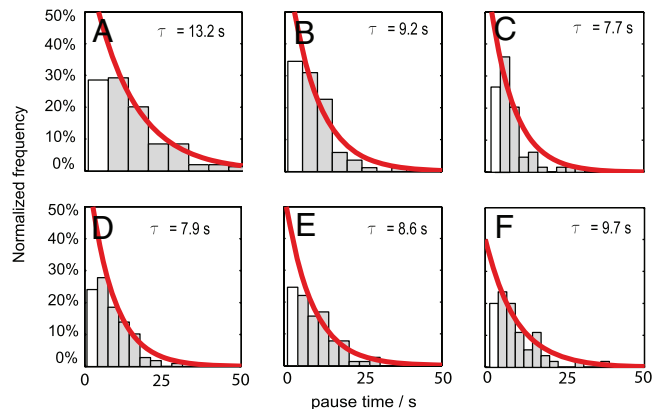 A
τ = 13.2 s
B
τ = 9.2 s
C
τ = 7.7 s
50%
40%
30%
20%
10%
0%
D
τ = 7.9 s
E
τ = 8.6 s
F
τ = 9.7 s
50%
40%
30%
20%
10%
0%
Normalized frequency
0 25 50
0 25 50
0 25 50
pause time / s